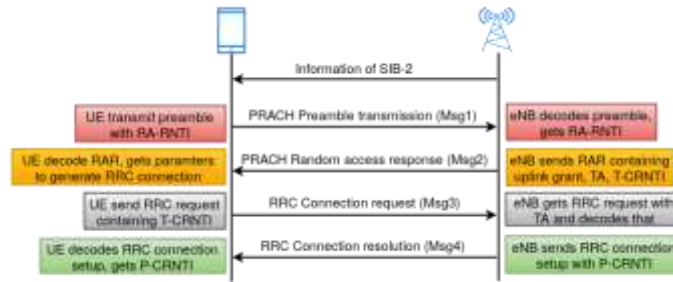 Information of SIB-2
UE transmit preamble
with RA-RNTI
PRACH Preamble transmission (Msg1)
eNB decodes preamble,
gets RA-RNTI
UE decode RAR, gets paramters
to generate RRC connection
PRACH Random access response (Msg2)
eNB sends RAR containing
uplink grant, TA, T-CRNTI
UE send RRC request
containing T-CRNTI
RRC Connection request (Msg3)
eNB gets RRC request with
TA and decodes that
UE decodes RRC connection
setup, gets P-CRNTI
RRC Connection resolution (Msg4)
eNB sends RRC connection
setup with P-CRNTI